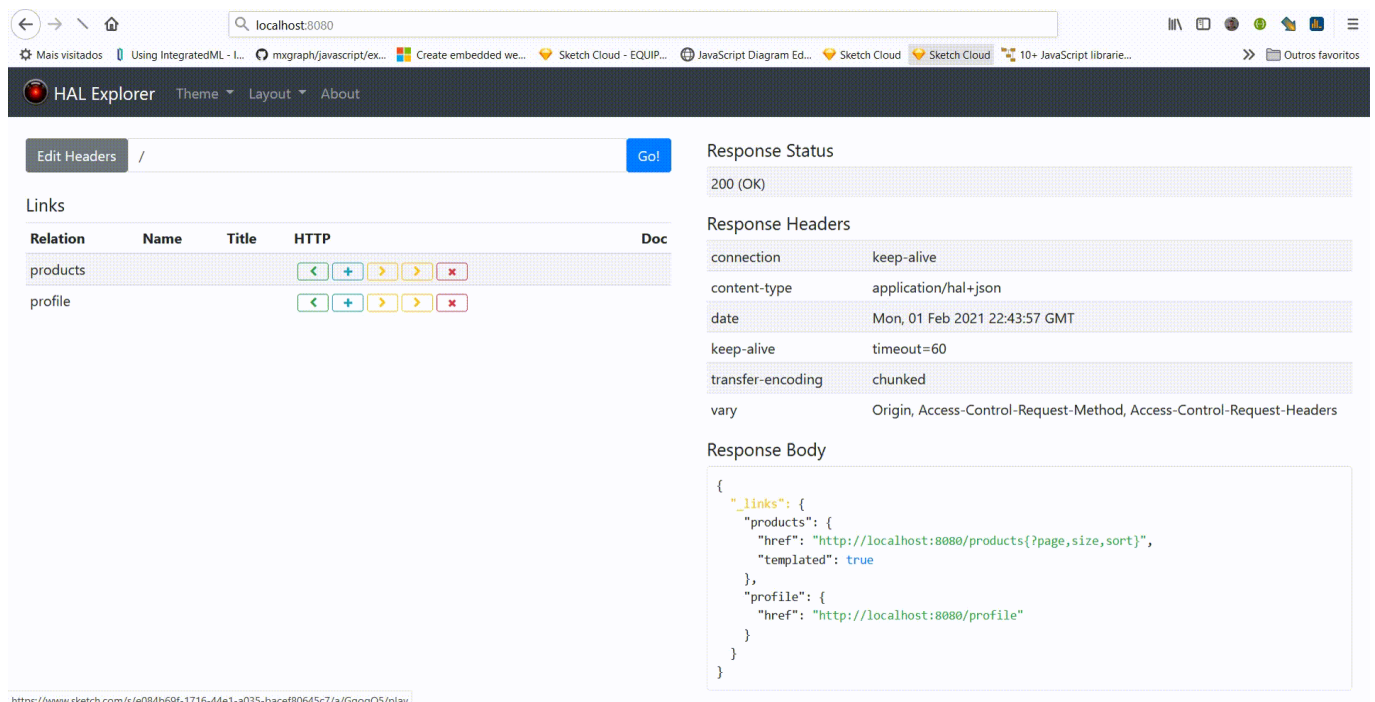 localhost:8080
Mais visitados Using IntegratedML - I... mxgraph/javascript/ex... Create embedded we... Sketch Cloud - EQUIP... JavaScript Diagram Ed... Sketch Cloud Sketch Cloud 10+ JavaScript librarie... Outros favoritos
HAL Explorer Theme Layout About
Edit Headers / Go!
Links
Relation Name Title HTTP Doc
products
profile
Response Status
200 (OK)
Response Headers
connection keep-alive
content-type application/hal+json
date Mon, 01 Feb 2021 22:43:57 GMT
keep-alive timeout=60
transfer-encoding chunked
vary Origin, Access-Control-Request-Method, Access-Control-Request-Headers
Response Body
{
"_links": {
"products": {
"href": "http://localhost:8080/products{?page,size,sort}",
"templated": true
},
"profile": {
"href": "http://localhost:8080/profile"
}
}
}